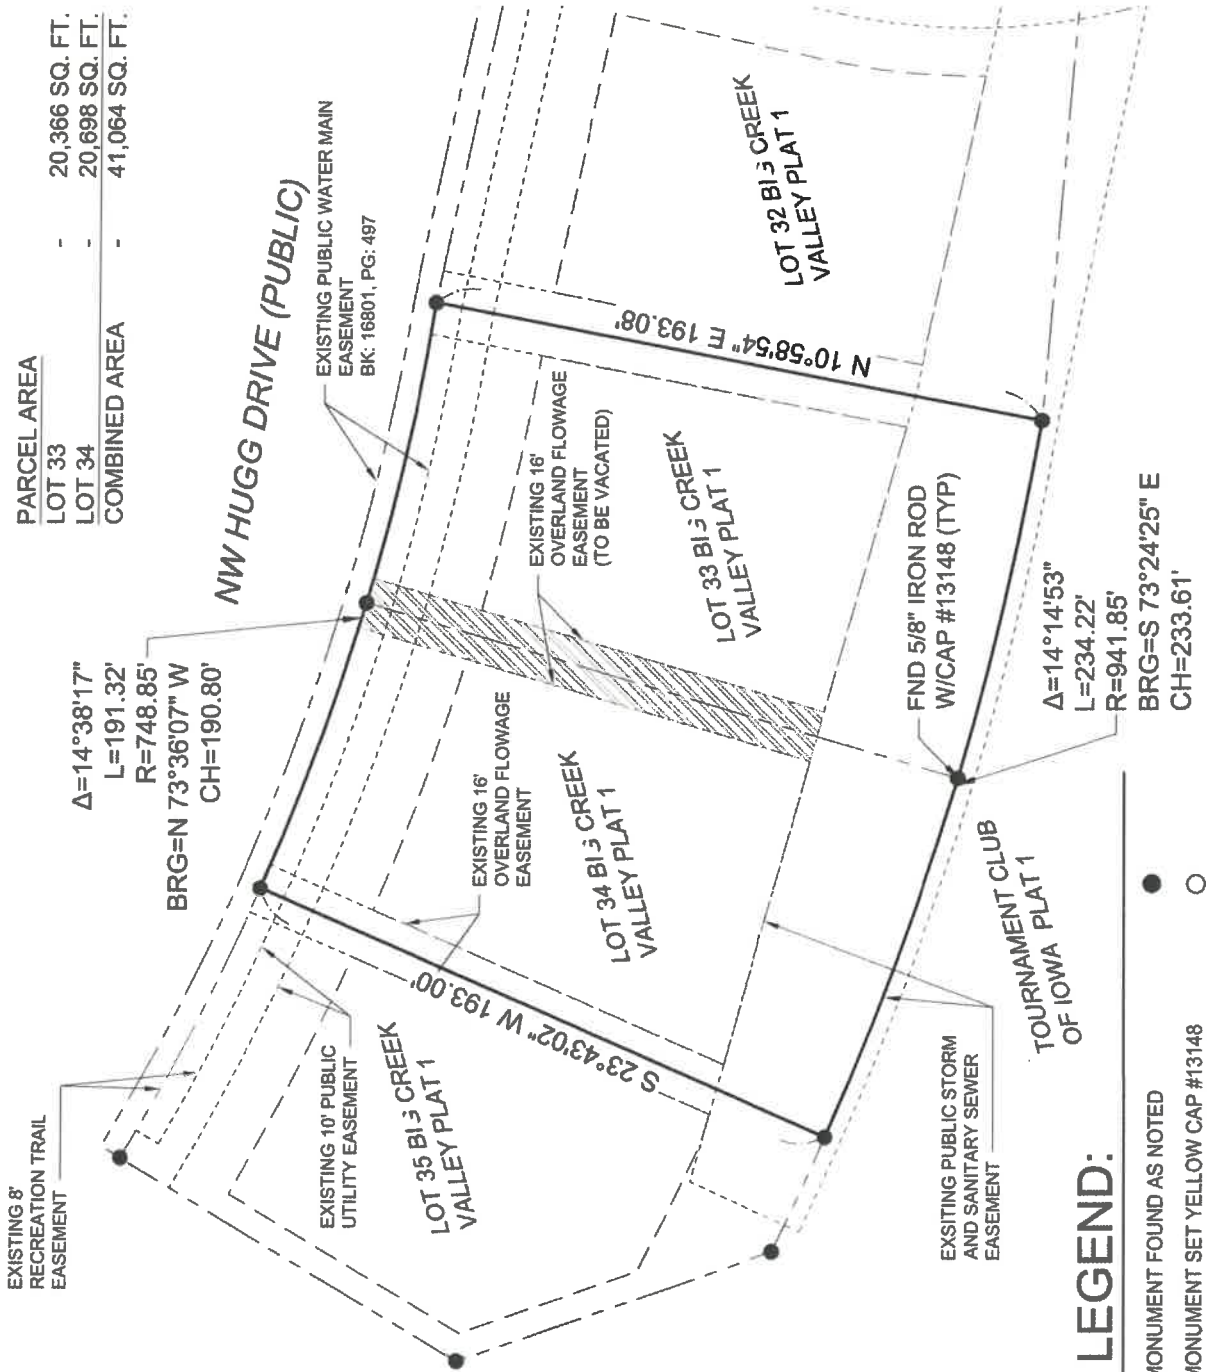 PARCEL AREA
LOT 33 - 20,366 SQ. FT.
LOT 34 - 20,698 SQ. FT.
COMBINED AREA - 41,064 SQ. FT.
NW HUGG DRIVE (PUBLIC)
EXISTING PUBLIC WATER MAIN
EASEMENT
BK: 16801, PG: 497
Δ=14°38'17"
L=191.32'
R=748.85'
BRG=N 73°36'07" W
CH=190.80'
EXISTING 8'
RECREATION TRAIL
EASEMENT
EXISTING 10' PUBLIC
UTILITY EASEMENT
EXISTING 16'
OVERLAND FLOWAGE
EASEMENT
EXISTING 16'
OVERLAND FLOWAGE
EASEMENT
(TO BE VACATED)
LOT 35 CREEK
VALLEY PLAT 1
S 23°43'02" W 193.00'
LOT 34 CREEK
VALLEY PLAT 1
LOT 33 CREEK
VALLEY PLAT 1
N 10°58'54" E 193.08'
LOT 32 CREEK
VALLEY PLAT 1
EXSITING PUBLIC STORM
AND SANITARY SEWER
EASEMENT
TOURNAMENT CLUB
OF IOWA PLAT 1
FND 5/8" IRON ROD
W/CAP #13148 (TYP)
Δ=14°14'53"
L=234.22'
R=941.85'
BRG=S 73°24'25" E
CH=233.61'
LEGEND:
MONUMENT FOUND AS NOTED
MONUMENT SET YELLOW CAP #13148